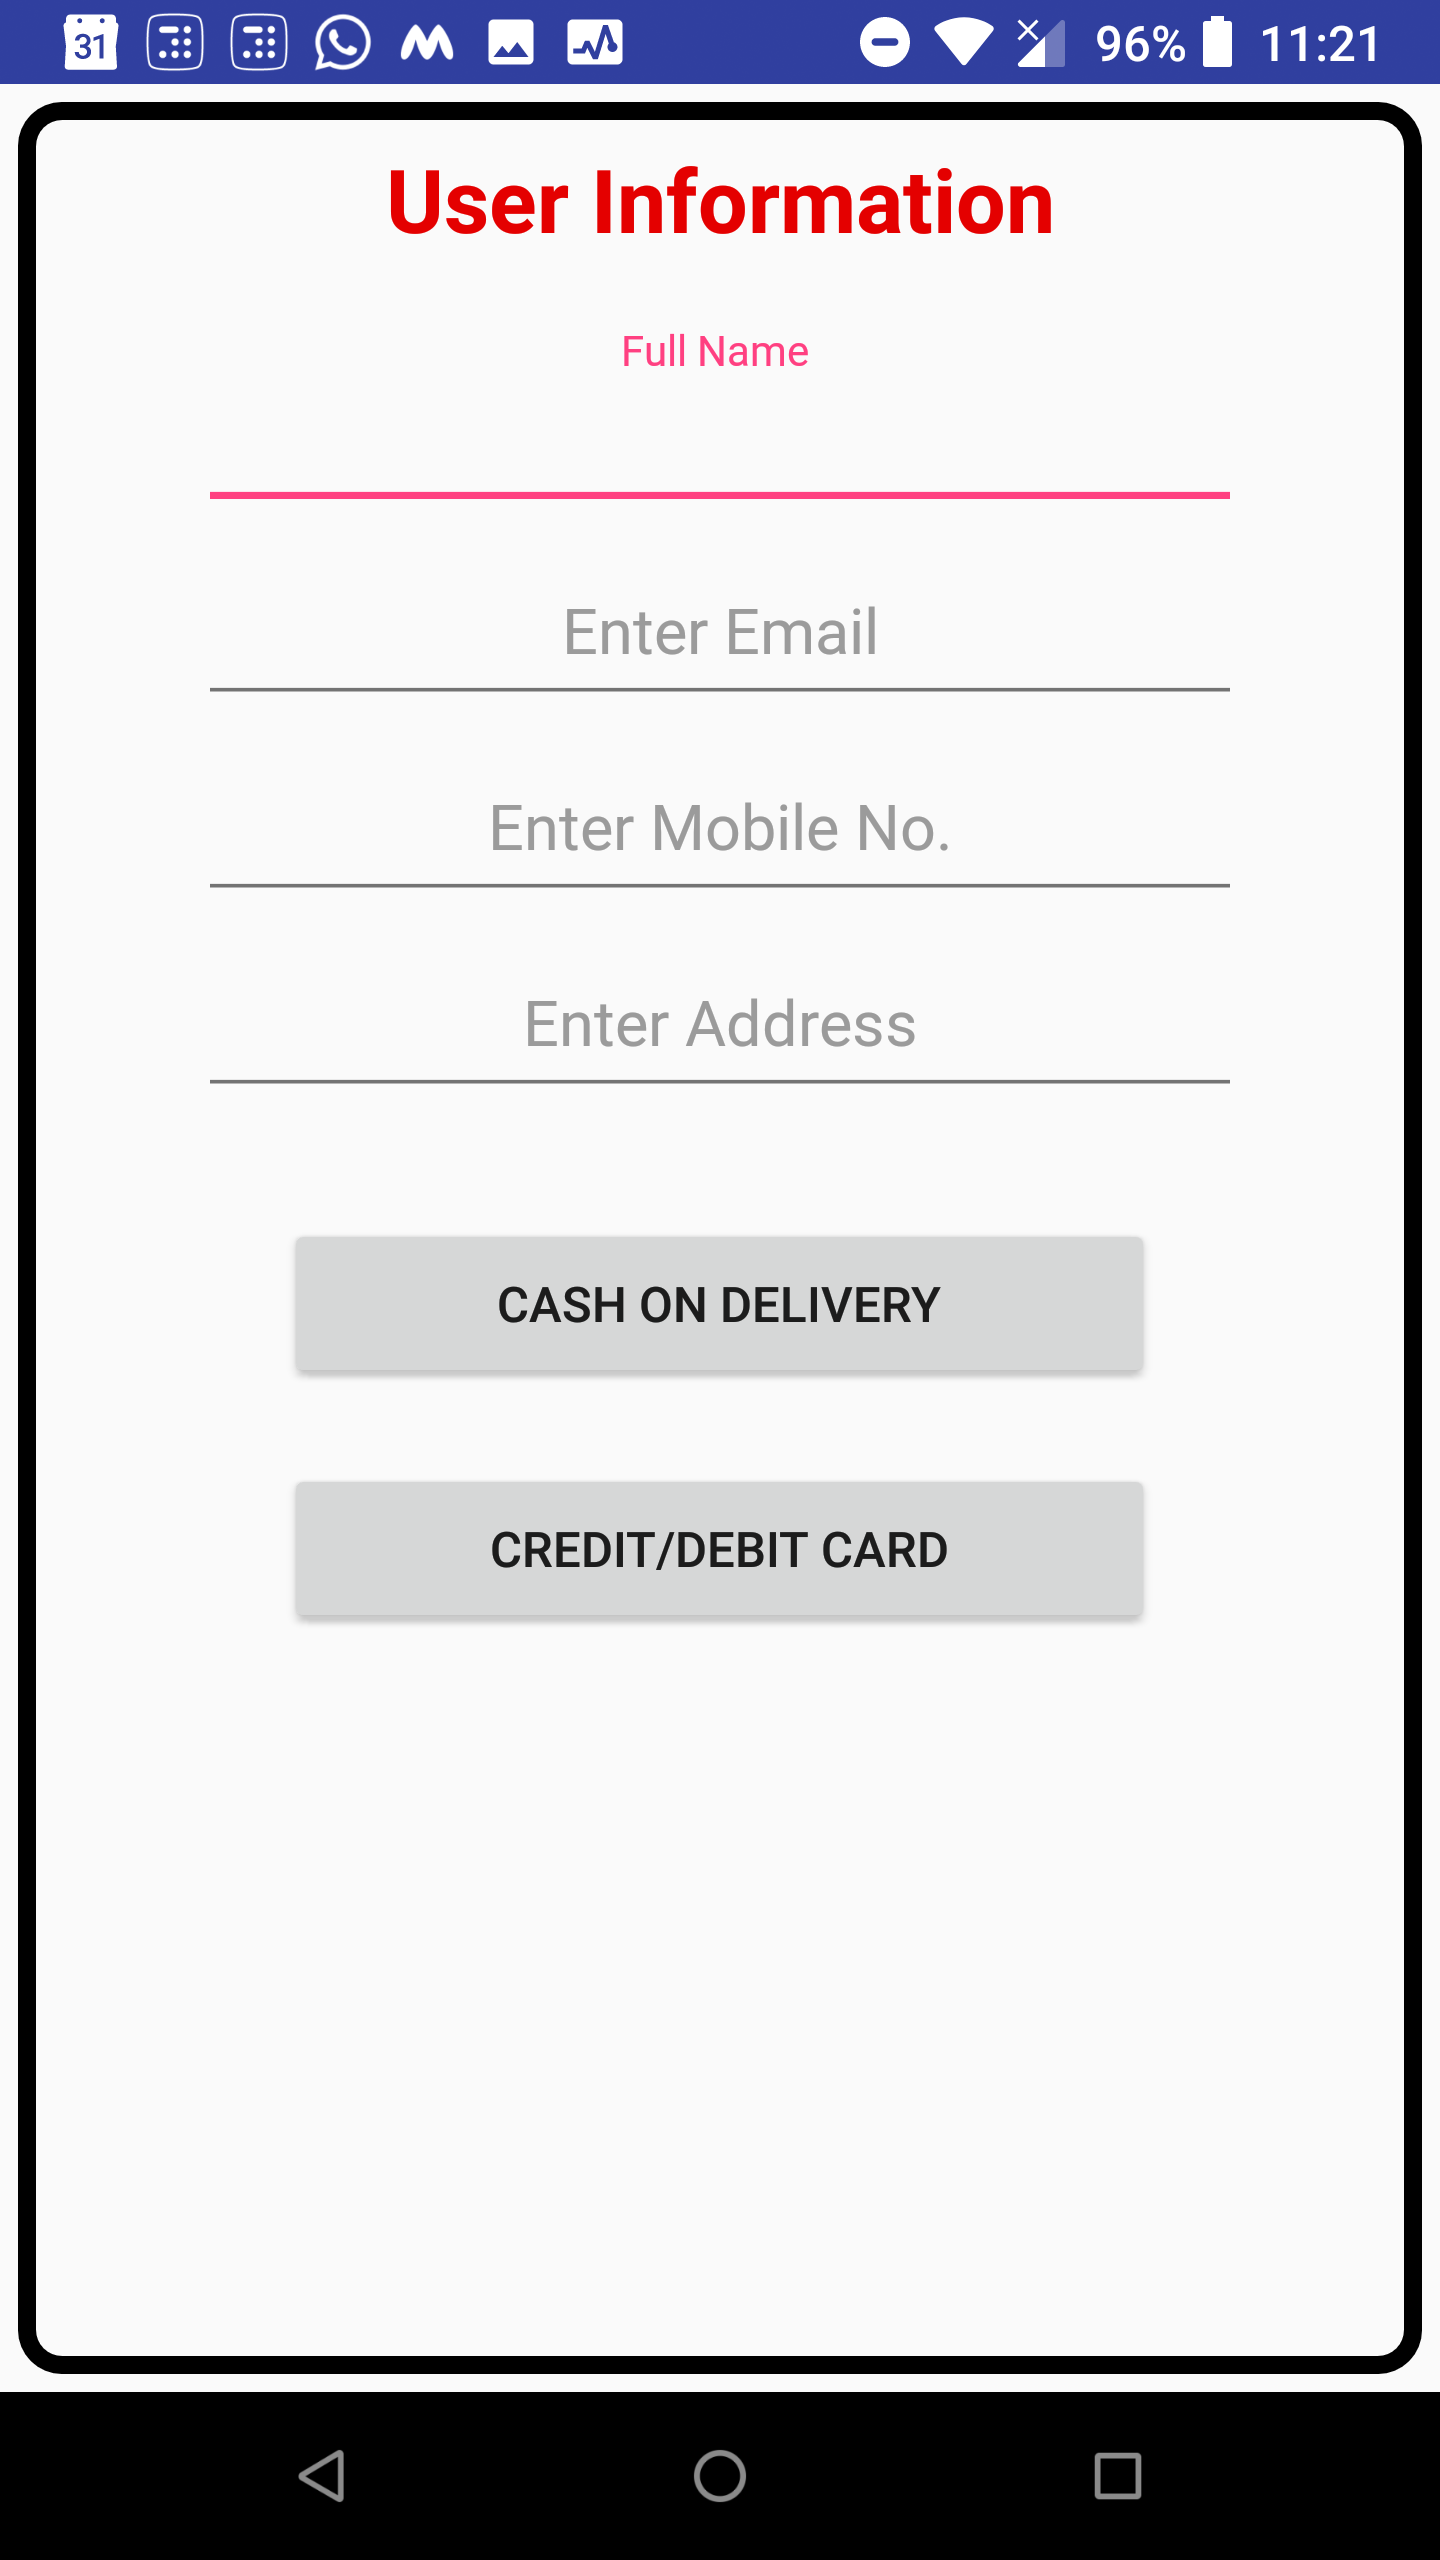 31 96% 11:21
User Information
Full Name
Enter Email
Enter Mobile No.
Enter Address
CASH ON DELIVERY
CREDIT/DEBIT CARD